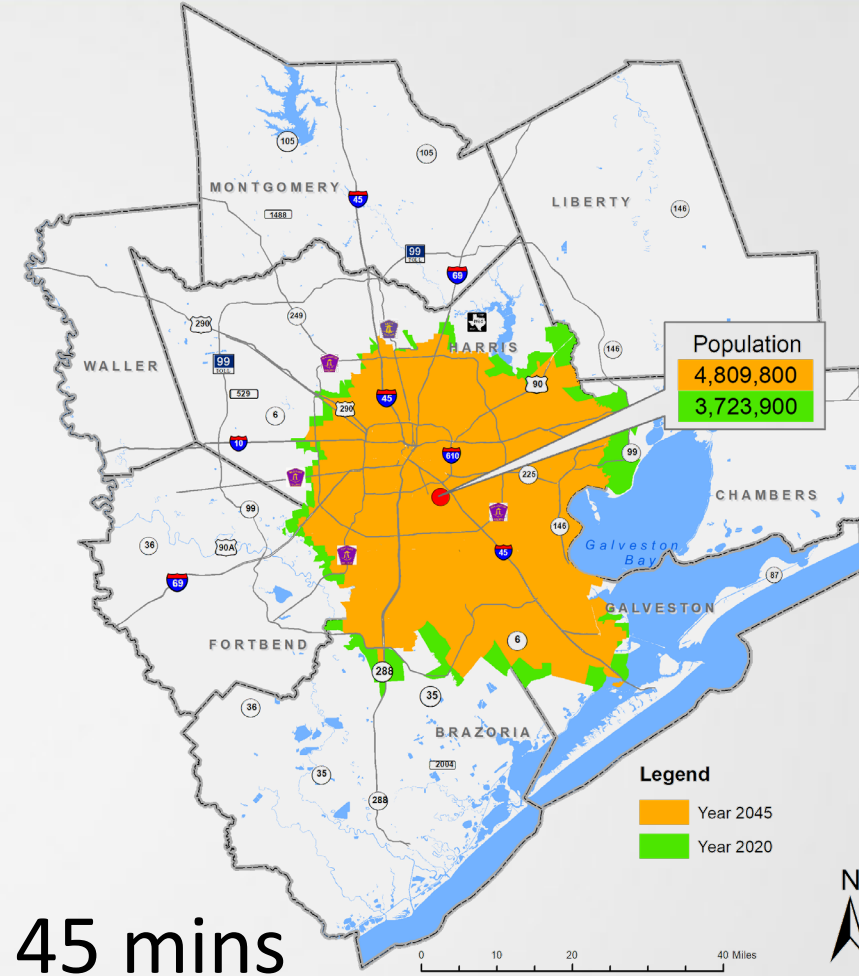 105
105
MONTGOMERY
45
1488
LIBERTY
146
99
TOLL
69
290
249
HARRIS
146
WALLER
99
TOLL
529
6
290
45
90
Population
4,809,800
3,723,900
10
610
99
225
CHAMBERS
99
146
36
90A
45
Galveston
Bay
69
87
GALVESTON
FORTBEND
6
288
35
36
BRAZORIA
2004
35
288
Legend
Year 2045
Year 2020
N
45 mins
0 10 20 40 Miles